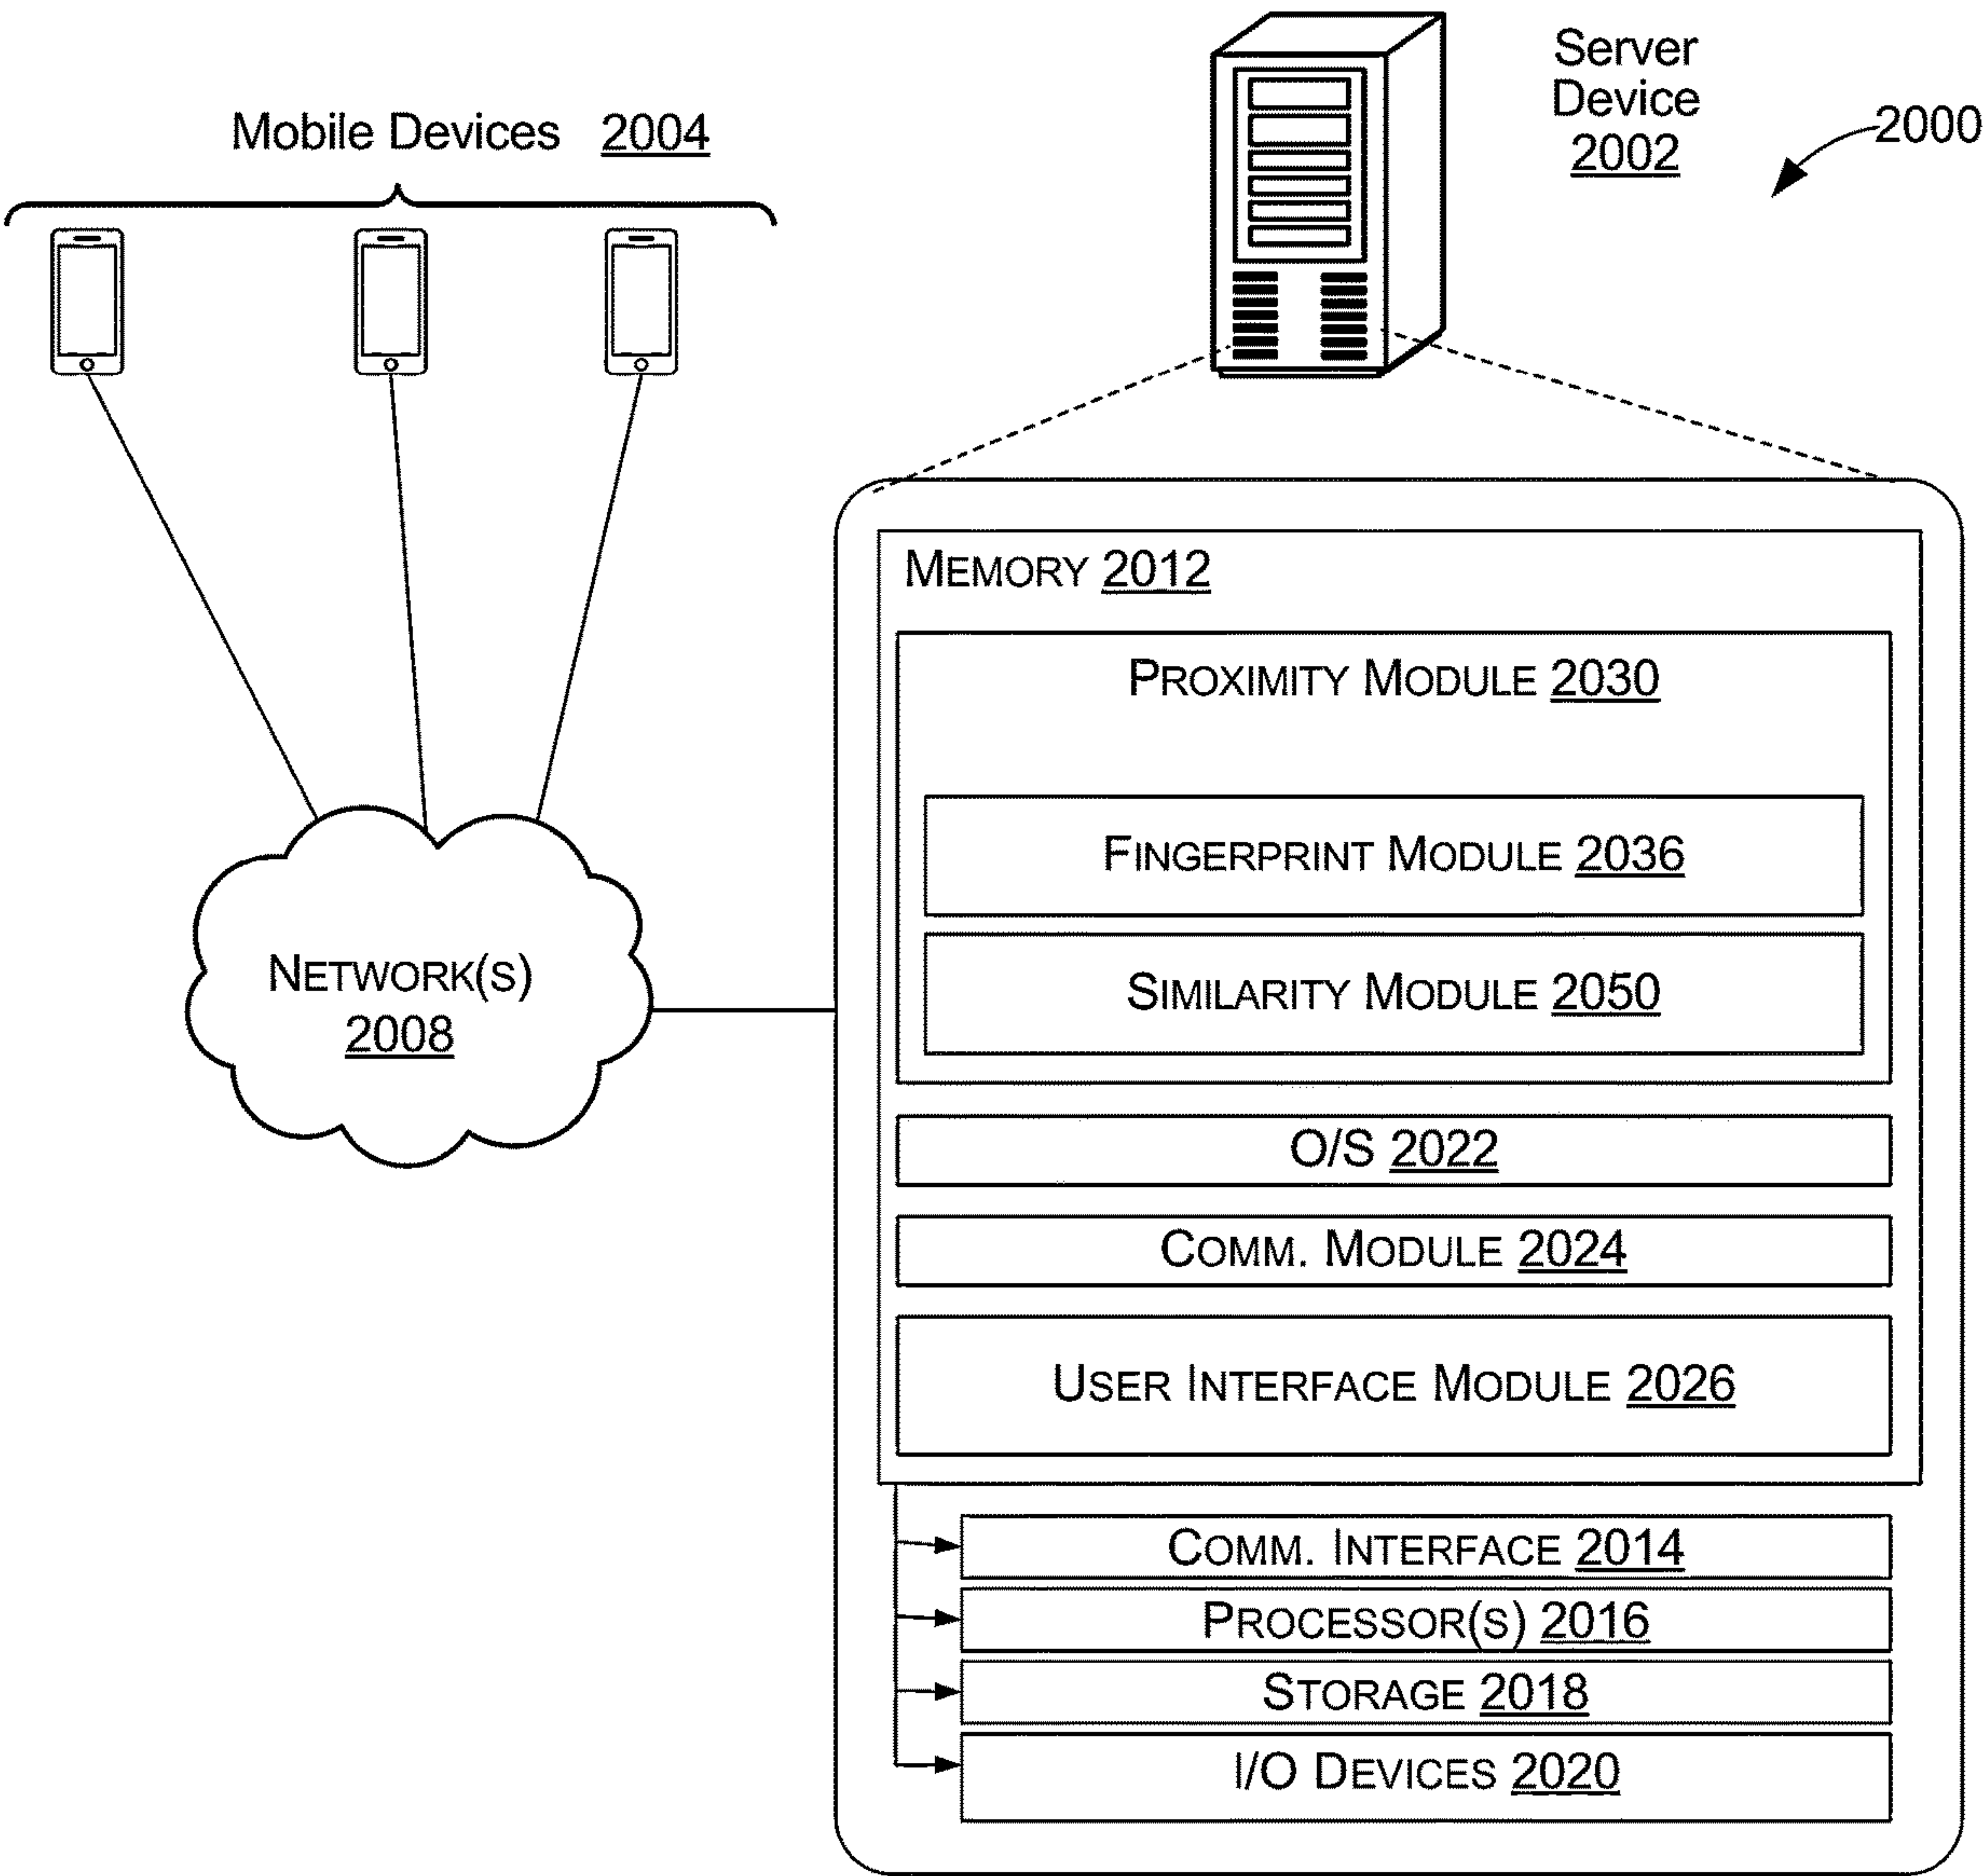 Server
Device
2002
2000
Mobile Devices 2004
MEMORY 2012
PROXIMITY MODULE 2030
FINGERPRINT MODULE 2036
SIMILARITY MODULE 2050
NETWORK(S)
2008
O/S 2022
COMM. MODULE 2024
USER INTERFACE MODULE 2026
COMM. INTERFACE 2014
PROCESSOR(S) 2016
STORAGE 2018
I/O DEVICES 2020